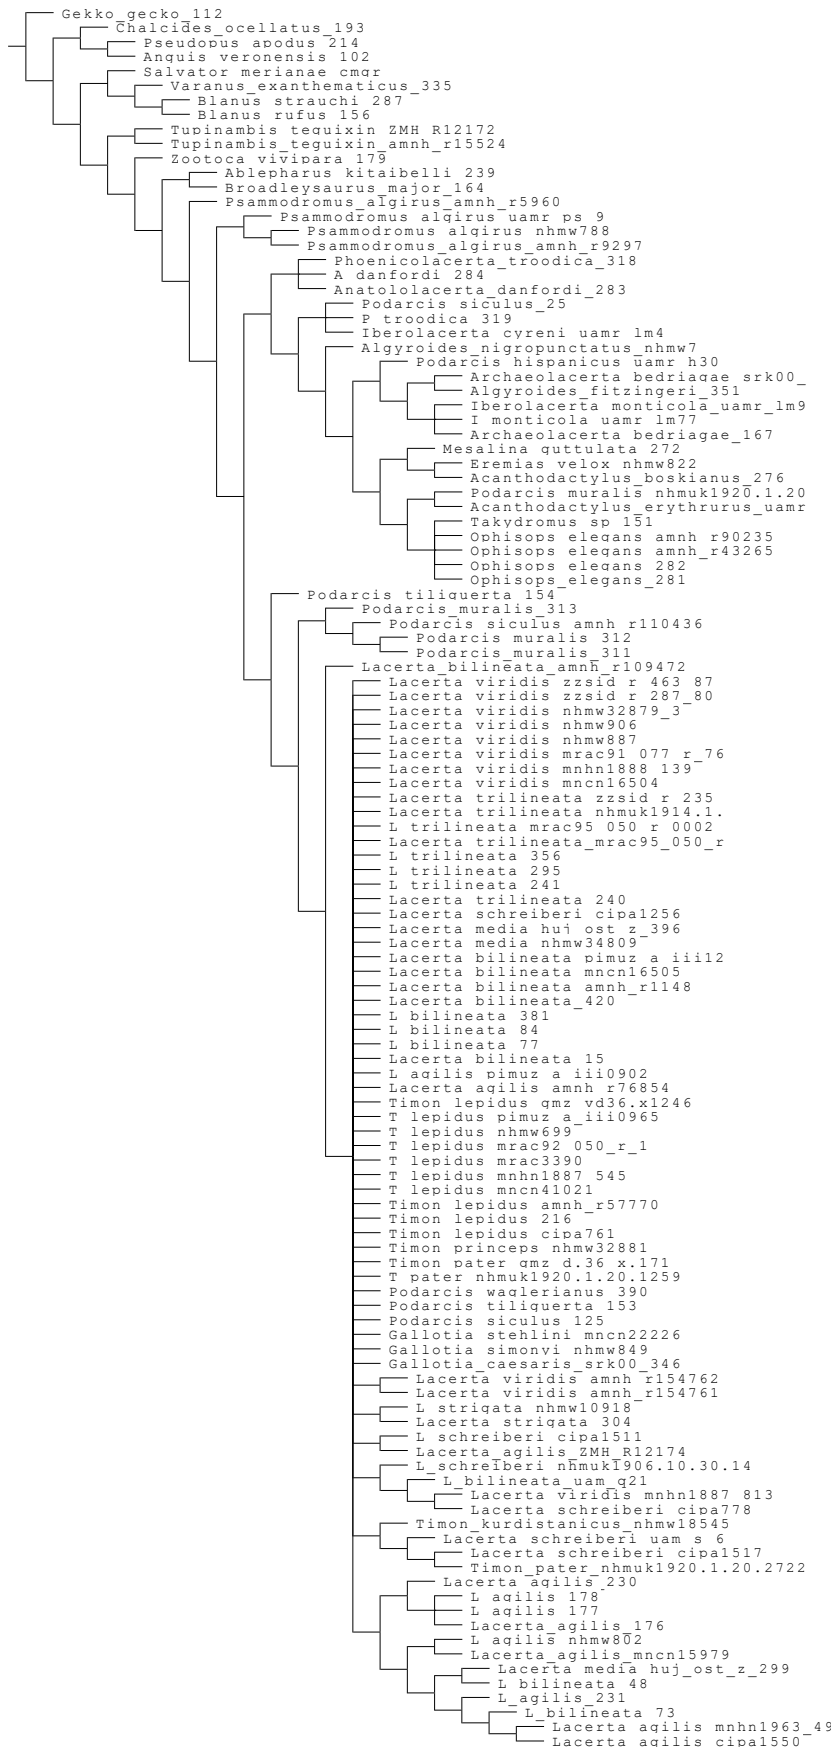 Gekko_gecko_112
Chalcides_ocellatus_193
Pseudopus_apodus_214
Anguis_veronensis_102
Salvator_merianae_cmgr
Varanus_exanthematicus_335
Blanus_strauchi_287
Blanus_rufus_156
Tupinambis_teguixin_ZMH_R12172
Tupinambis_teguixin_amnh_r15524
Zootoca_vivipara_179
Ablepharus_kitaibelli_239
Broadleysaurus_major_164
Psammodromus_algirus_amnh_r5960
Psammodromus_algirus_uamr_ps_9
Psammodromus_algirus_nhmw788
Psammodromus_algirus_amnh_r9297
Phoenicolacerta_troodica_318
A_danfordi_284
Anatololacerta_danfordi_283
Podarcis_siculus_25
P_troodica_319
Iberolacerta_cyreni_uamr_lm4
Algyroides_nigropunctatus_nhmw7
Podarcis_hispanicus_uamr_h30
Archaeolacerta_bedriagae_srk00_
Algyroides_fitzingeri_351
Iberolacerta_monticola_uamr_lm9
I_monticola_uamr_lm77
Archaeolacerta_bedriagae_167
Mesalina_guttulata_272
Eremias_velox_nhmw822
Acanthodactylus_boskianus_276
Podarcis_muralis_nhmuk1920.1.20
Acanthodactylus_erythrurus_uamr
Takydromus_sp_151
Ophisops_elegans_amnh_r90235
Ophisops_elegans_amnh_r43265
Ophisops_elegans_282
Ophisops_elegans_281
Podarcis_tiliguerta_154
Podarcis_muralis_313
Podarcis_siculus_amnh_r110436
Podarcis_muralis_312
Podarcis_muralis_311
Lacerta_bilineata_amnh_r109472
Lacerta_viridis_zzsid_r_463_87
Lacerta_viridis_zzsid_r_287_80
Lacerta_viridis_nhmw32879_3
Lacerta_viridis_nhmw906
Lacerta_viridis_nhmw887
Lacerta_viridis_mrac91_077_r_76
Lacerta_viridis_mnhn1888_139
Lacerta_viridis_mncn16504
Lacerta_trilineata_zzsid_r_235
Lacerta_trilineata_nhmuk1914.1.
L_trilineata_mrac95_050_r_0002
Lacerta_trilineata_mrac95_050_r
L_trilineata_356
L_trilineata_295
L_trilineata_241
Lacerta_trilineata_240
Lacerta_schreiberi_cipa1256
Lacerta_media_huj_ost_z_396
Lacerta_media_nhmw34809
Lacerta_bilineata_pimuz_a_iii12
Lacerta_bilineata_mncn16505
Lacerta_bilineata_amnh_r1148
Lacerta_bilineata_420
L_bilineata_381
L_bilineata_84
L_bilineata_77
Lacerta_bilineata_15
L_agilis_pimuz_a_iii0902
Lacerta_agilis_amnh_r76854
Timon_lepidus_gmz_vd36.x1246
T_lepidus_pimuz_a_iii0965
T_lepidus_nhmw699
T_lepidus_mrac92_050_r_1
T_lepidus_mrac3390
T_lepidus_mnhn1887_545
T_lepidus_mncn41021
Timon_lepidus_amnh_r57770
Timon_lepidus_216
Timon_lepidus_cipa761
Timon_princeps_nhmw32881
Timon_pater_gmz_d.36_x.171
T_pater_nhmuk1920.1.20.1259
Podarcis_waglerianus_390
Podarcis_tiliguerta_153
Podarcis_siculus_125
Gallotia_stehlini_mncn22226
Gallotia_simonyi_nhmw849
Gallotia_caesaris_srk00_346
Lacerta_viridis_amnh_r154762
Lacerta_viridis_amnh_r154761
L_strigata_nhmw10918
Lacerta_strigata_304
L_schreiberi_cipa1511
Lacerta_agilis_ZMH_R12174
L_schreiberi_nhmuk1906.10.30.14
L_bilineata_uam_q21
Lacerta_viridis_mnhn1887_813
Lacerta_schreiberi_cipa778
Timon_kurdistanicus_nhmw18545
Lacerta_schreiberi_uam_s_6
Lacerta_schreiberi_cipa1517
Timon_pater_nhmuk1920.1.20.2722
Lacerta_agilis_230
L_agilis_178
L_agilis_177
Lacerta_agilis_176
L_agilis_nhmw802
Lacerta_agilis_mncn15979
Lacerta_media_huj_ost_z_299
L_bilineata_48
L_agilis_231
L_bilineata_73
Lacerta_agilis_mnhn1963_49
Lacerta_agilis_cipa1550